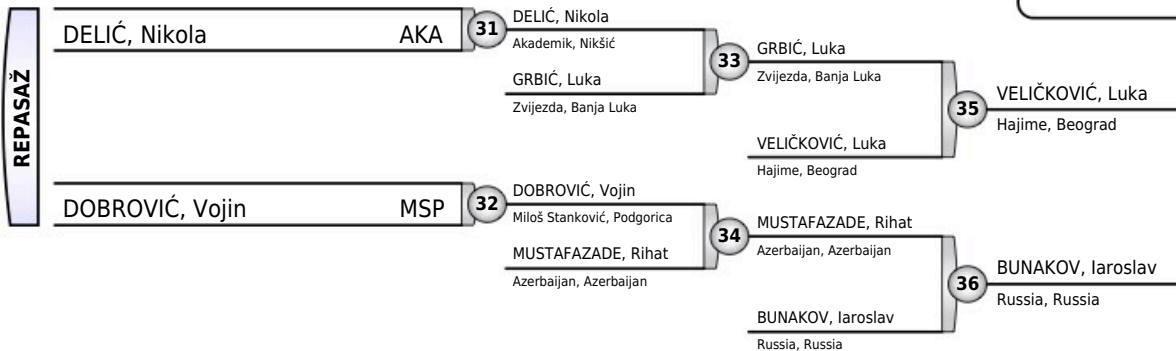 REPASAŽ
DELIĆ, Nikola AKA
31
DELIĆ, Nikola
Akademik, Nikšić
GRBIĆ, Luka
Zvijezda, Banja Luka
33
GRBIĆ, Luka
Zvijezda, Banja Luka
VELIČKOVIĆ, Luka
Hajime, Beograd
35
VELIČKOVIĆ, Luka
Hajime, Beograd
DOBROVIĆ, Vojin MSP
32
DOBROVIĆ, Vojin
Miloš Stanković, Podgorica
MUSTAFAZADE, Rihat
Azerbaijan, Azerbaijan
34
MUSTAFAZADE, Rihat
Azerbaijan, Azerbaijan
BUNAKOV, Iaroslav
Russia, Russia
36
BUNAKOV, Iaroslav
Russia, Russia